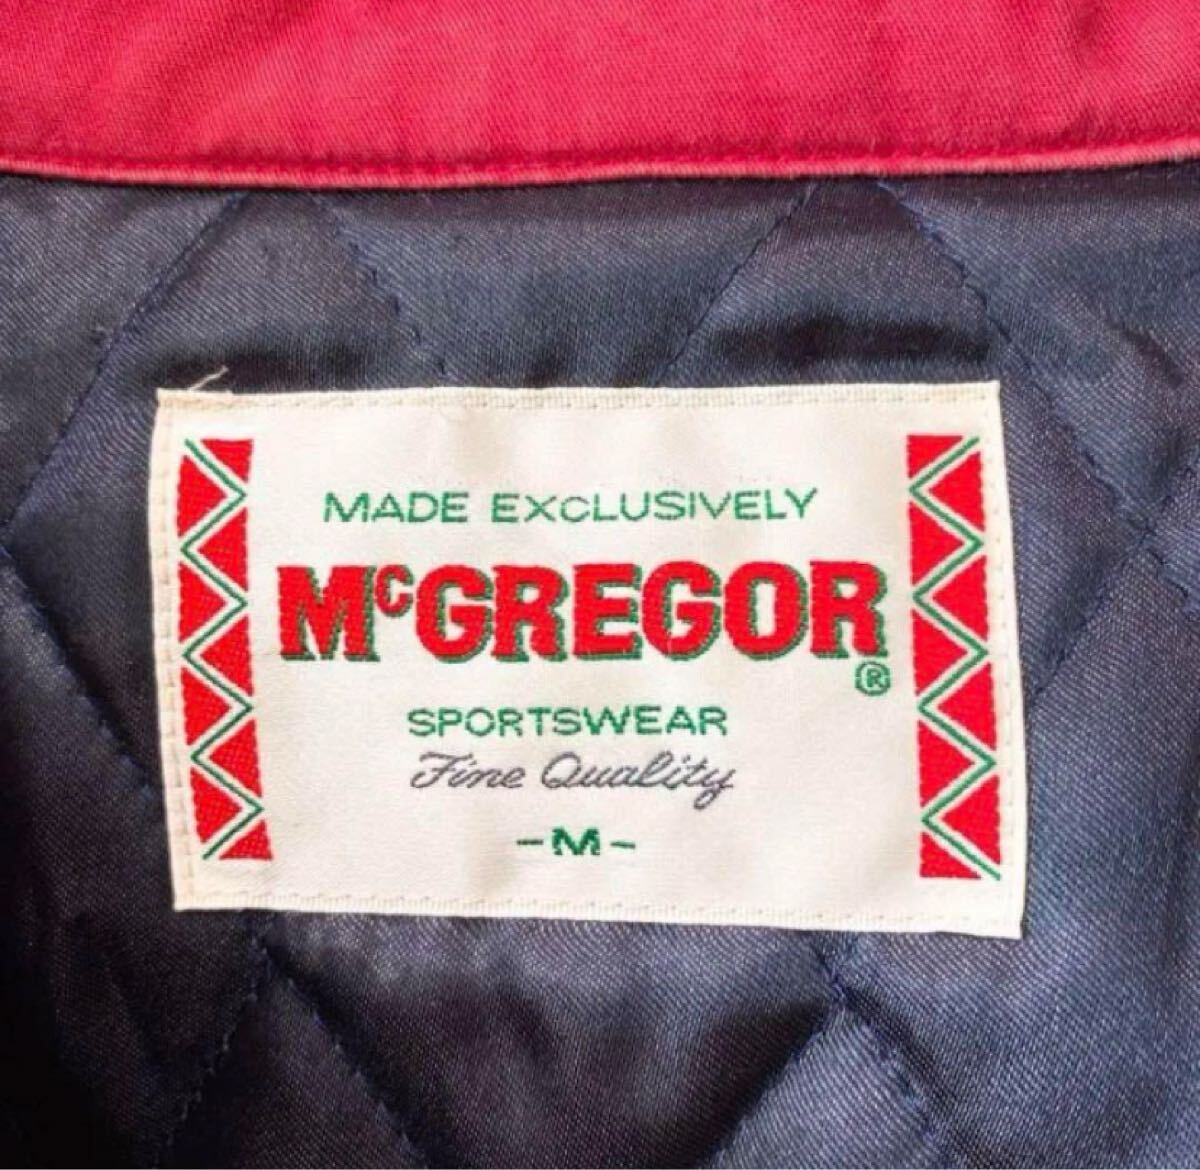 MADE EXCLUSIVELY
McGREGOR®
SPORTSWEAR
Fine Quality
-M-